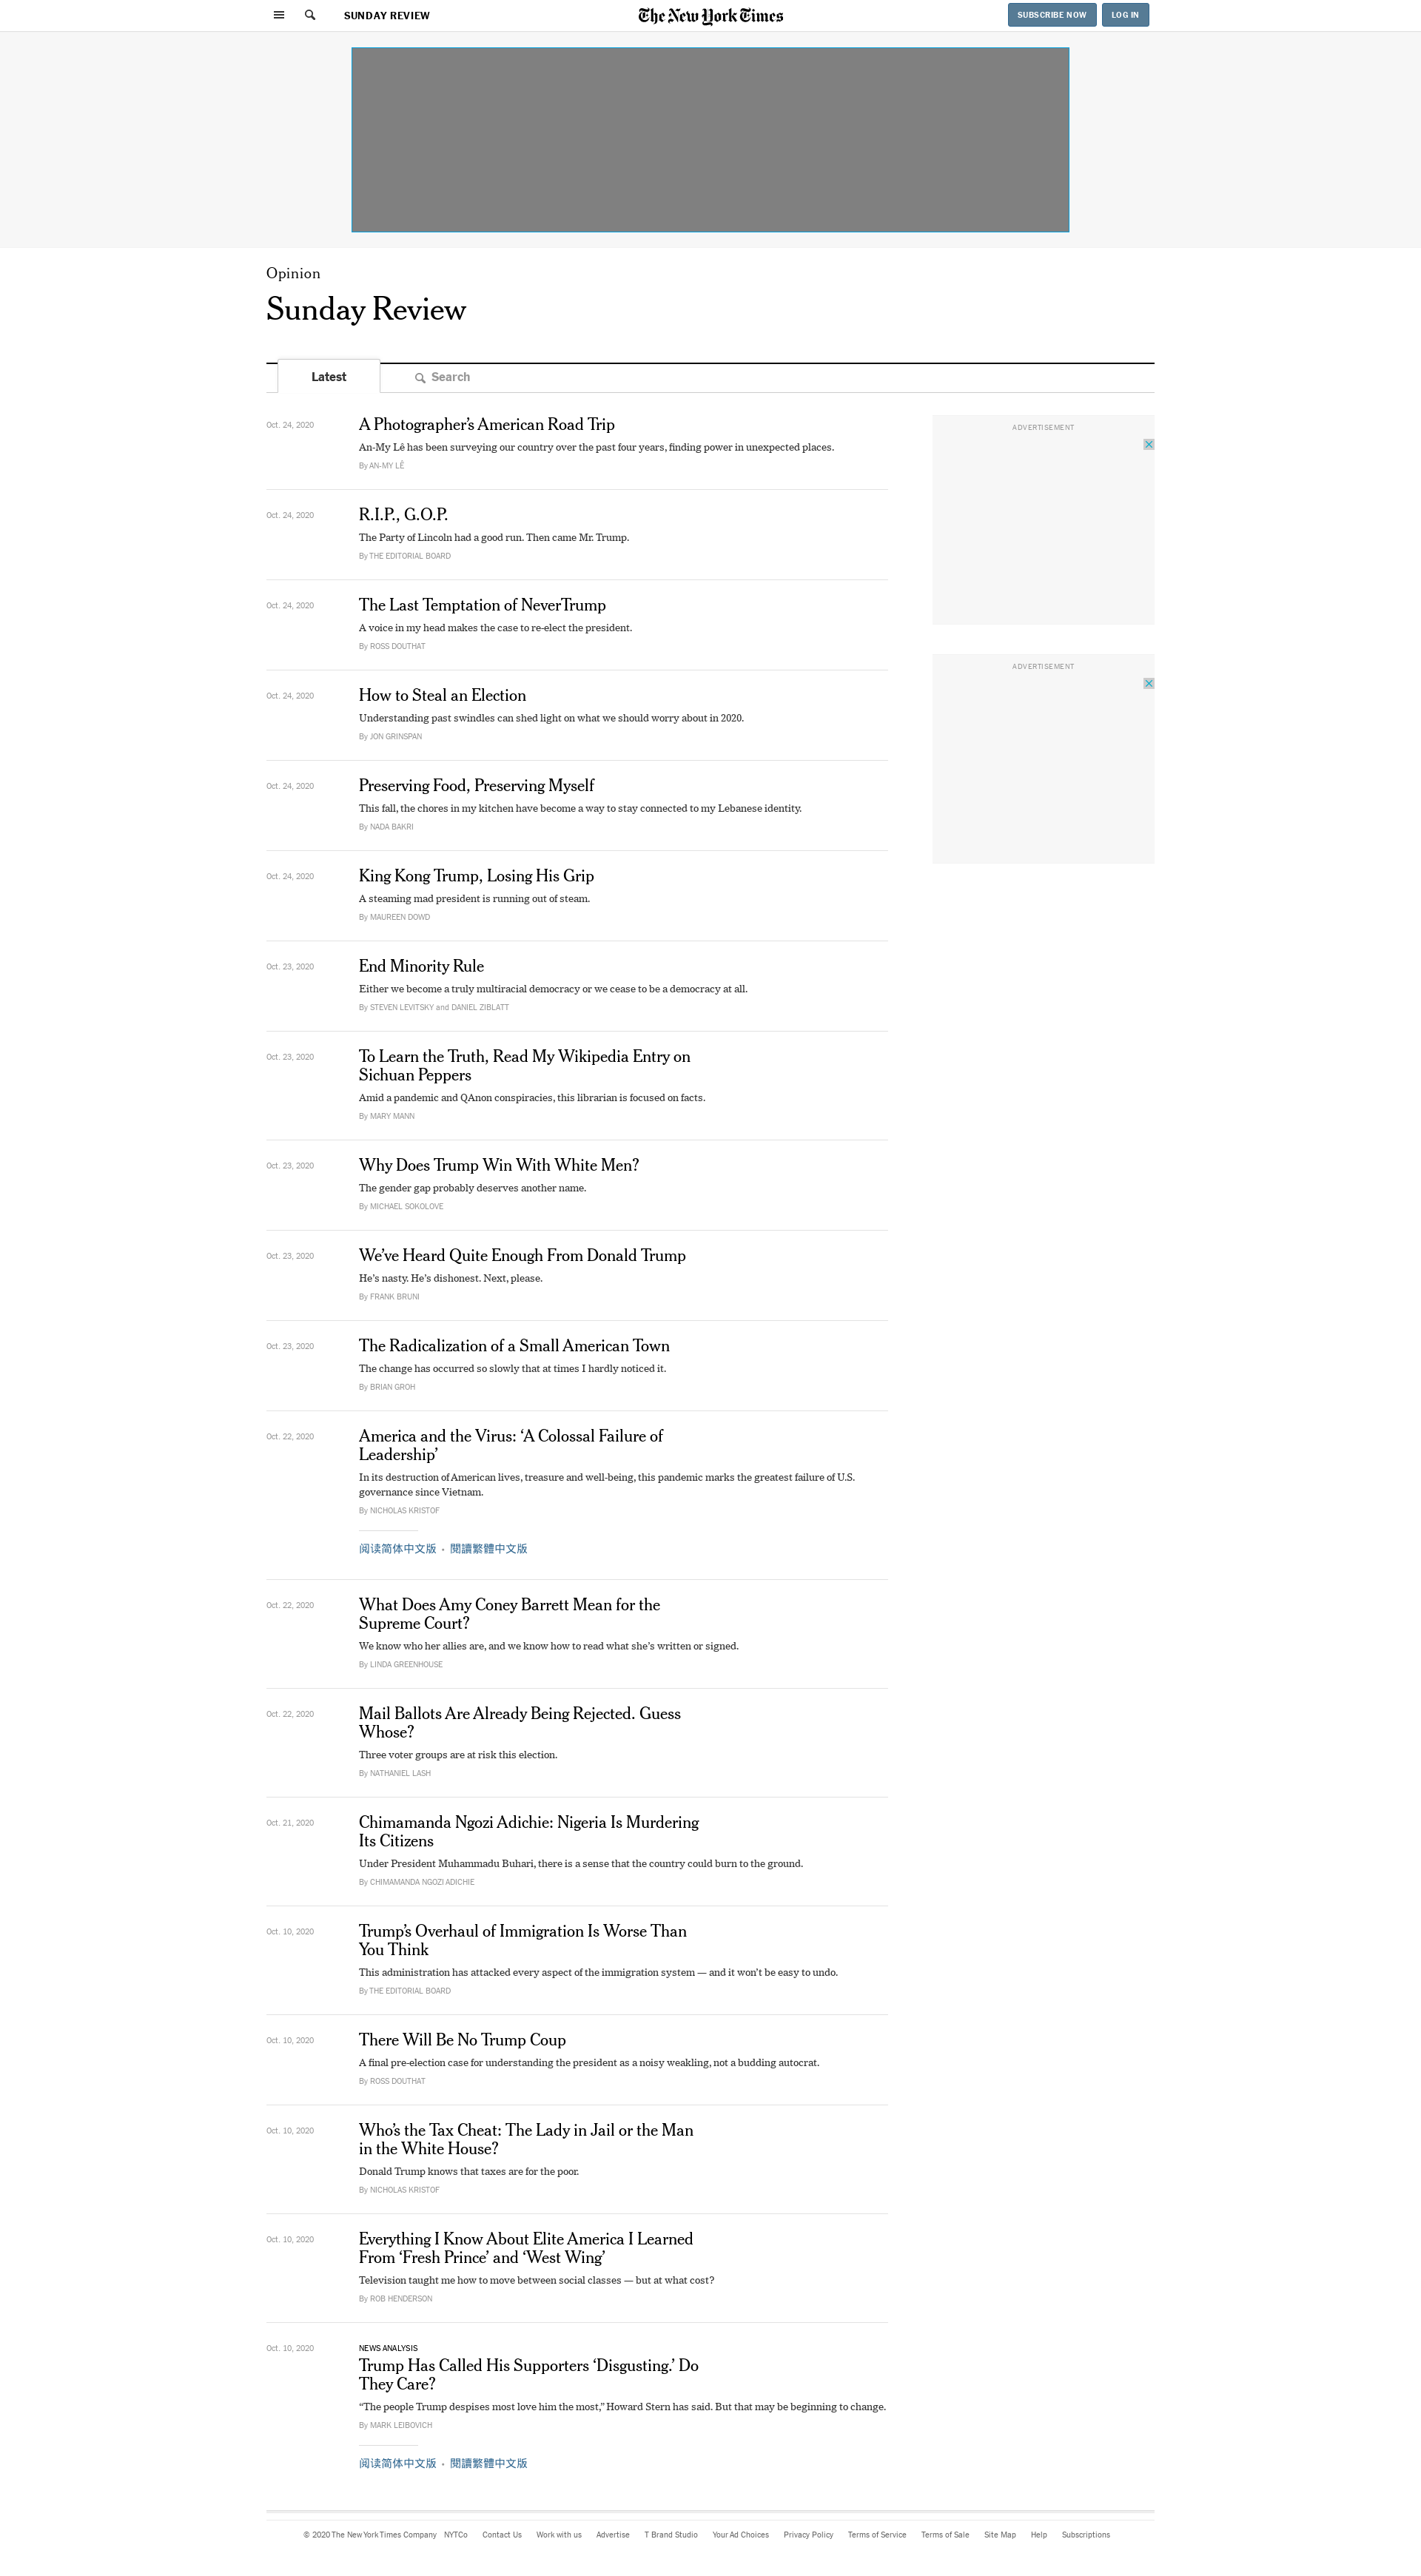 SUNDAY REVIEW
The New York Times
SUBSCRIBE NOW
LOG IN
Opinion
Sunday Review
Latest
Search
Oct. 24, 2020
A Photographer’s American Road Trip
An-My Lê has been surveying our country over the past four years, finding power in unexpected places.
By AN-MY LÊ
ADVERTISEMENT
Oct. 24, 2020
R.I.P., G.O.P.
The Party of Lincoln had a good run. Then came Mr. Trump.
By THE EDITORIAL BOARD
Oct. 24, 2020
The Last Temptation of NeverTrump
A voice in my head makes the case to re-elect the president.
By ROSS DOUTHAT
ADVERTISEMENT
Oct. 24, 2020
How to Steal an Election
Understanding past swindles can shed light on what we should worry about in 2020.
By JON GRINSPAN
Oct. 24, 2020
Preserving Food, Preserving Myself
This fall, the chores in my kitchen have become a way to stay connected to my Lebanese identity.
By NADA BAKRI
Oct. 24, 2020
King Kong Trump, Losing His Grip
A steaming mad president is running out of steam.
By MAUREEN DOWD
Oct. 23, 2020
End Minority Rule
Either we become a truly multiracial democracy or we cease to be a democracy at all.
By STEVEN LEVITSKY and DANIEL ZIBLATT
Oct. 23, 2020
To Learn the Truth, Read My Wikipedia Entry on
Sichuan Peppers
Amid a pandemic and QAnon conspiracies, this librarian is focused on facts.
By MARY MANN
Oct. 23, 2020
Why Does Trump Win With White Men?
The gender gap probably deserves another name.
By MICHAEL SOKOLOVE
Oct. 23, 2020
We’ve Heard Quite Enough From Donald Trump
He’s nasty. He’s dishonest. Next, please.
By FRANK BRUNI
Oct. 23, 2020
The Radicalization of a Small American Town
The change has occurred so slowly that at times I hardly noticed it.
By BRIAN GROH
Oct. 22, 2020
America and the Virus: ‘A Colossal Failure of
Leadership’
In its destruction of American lives, treasure and well-being, this pandemic marks the greatest failure of U.S.
governance since Vietnam.
By NICHOLAS KRISTOF
阅读简体中文版 • 閱讀繁體中文版
Oct. 22, 2020
What Does Amy Coney Barrett Mean for the
Supreme Court?
We know who her allies are, and we know how to read what she’s written or signed.
By LINDA GREENHOUSE
Oct. 22, 2020
Mail Ballots Are Already Being Rejected. Guess
Whose?
Three voter groups are at risk this election.
By NATHANIEL LASH
Oct. 21, 2020
Chimamanda Ngozi Adichie: Nigeria Is Murdering
Its Citizens
Under President Muhammadu Buhari, there is a sense that the country could burn to the ground.
By CHIMAMANDA NGOZI ADICHIE
Oct. 10, 2020
Trump’s Overhaul of Immigration Is Worse Than
You Think
This administration has attacked every aspect of the immigration system — and it won’t be easy to undo.
By THE EDITORIAL BOARD
Oct. 10, 2020
There Will Be No Trump Coup
A final pre-election case for understanding the president as a noisy weakling, not a budding autocrat.
By ROSS DOUTHAT
Oct. 10, 2020
Who’s the Tax Cheat: The Lady in Jail or the Man
in the White House?
Donald Trump knows that taxes are for the poor.
By NICHOLAS KRISTOF
Oct. 10, 2020
Everything I Know About Elite America I Learned
From ‘Fresh Prince’ and ‘West Wing’
Television taught me how to move between social classes — but at what cost?
By ROB HENDERSON
Oct. 10, 2020
NEWS ANALYSIS
Trump Has Called His Supporters ‘Disgusting.’ Do
They Care?
“The people Trump despises most love him the most,” Howard Stern has said. But that may be beginning to change.
By MARK LEIBOVICH
阅读简体中文版 • 閱讀繁體中文版
© 2020 The New York Times Company NYTCo Contact Us Work with us Advertise T Brand Studio Your Ad Choices Privacy Policy Terms of Service Terms of Sale Site Map Help Subscriptions